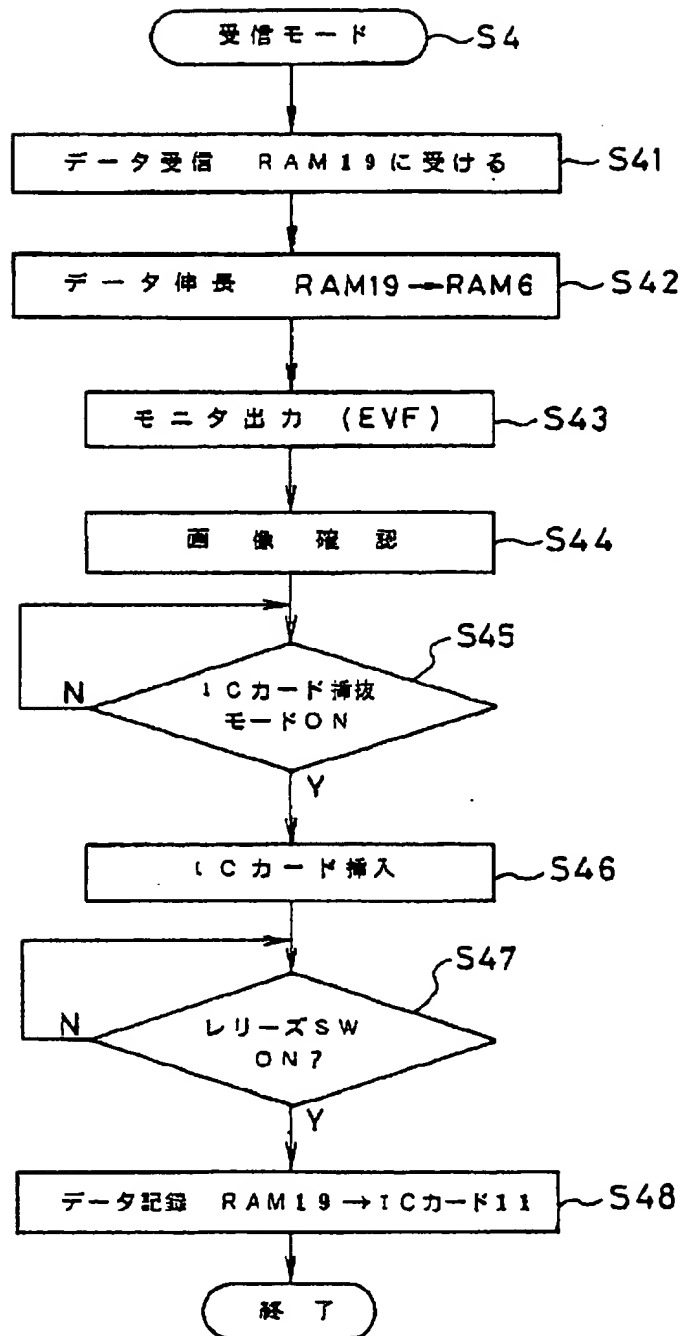 受信モード S4
データ受信 RAM19に受ける S41
データ伸長 RAM19→RAM6 S42
モニタ出力 (EVF) S43
画像確認 S44
S45
ICカード挿抜
モードON
N
Y
ICカード挿入 S46
S47
レリーズSW
ON?
N
Y
データ記録 RAM19→ICカード11 S48
終了